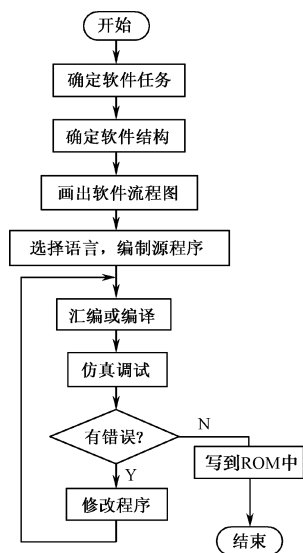 开始
确定软件任务
确定软件结构
画出软件流程图
选择语言，编制源程序
汇编或编译
仿真调试
有错误?
N
写到ROM中
Y
修改程序
结束